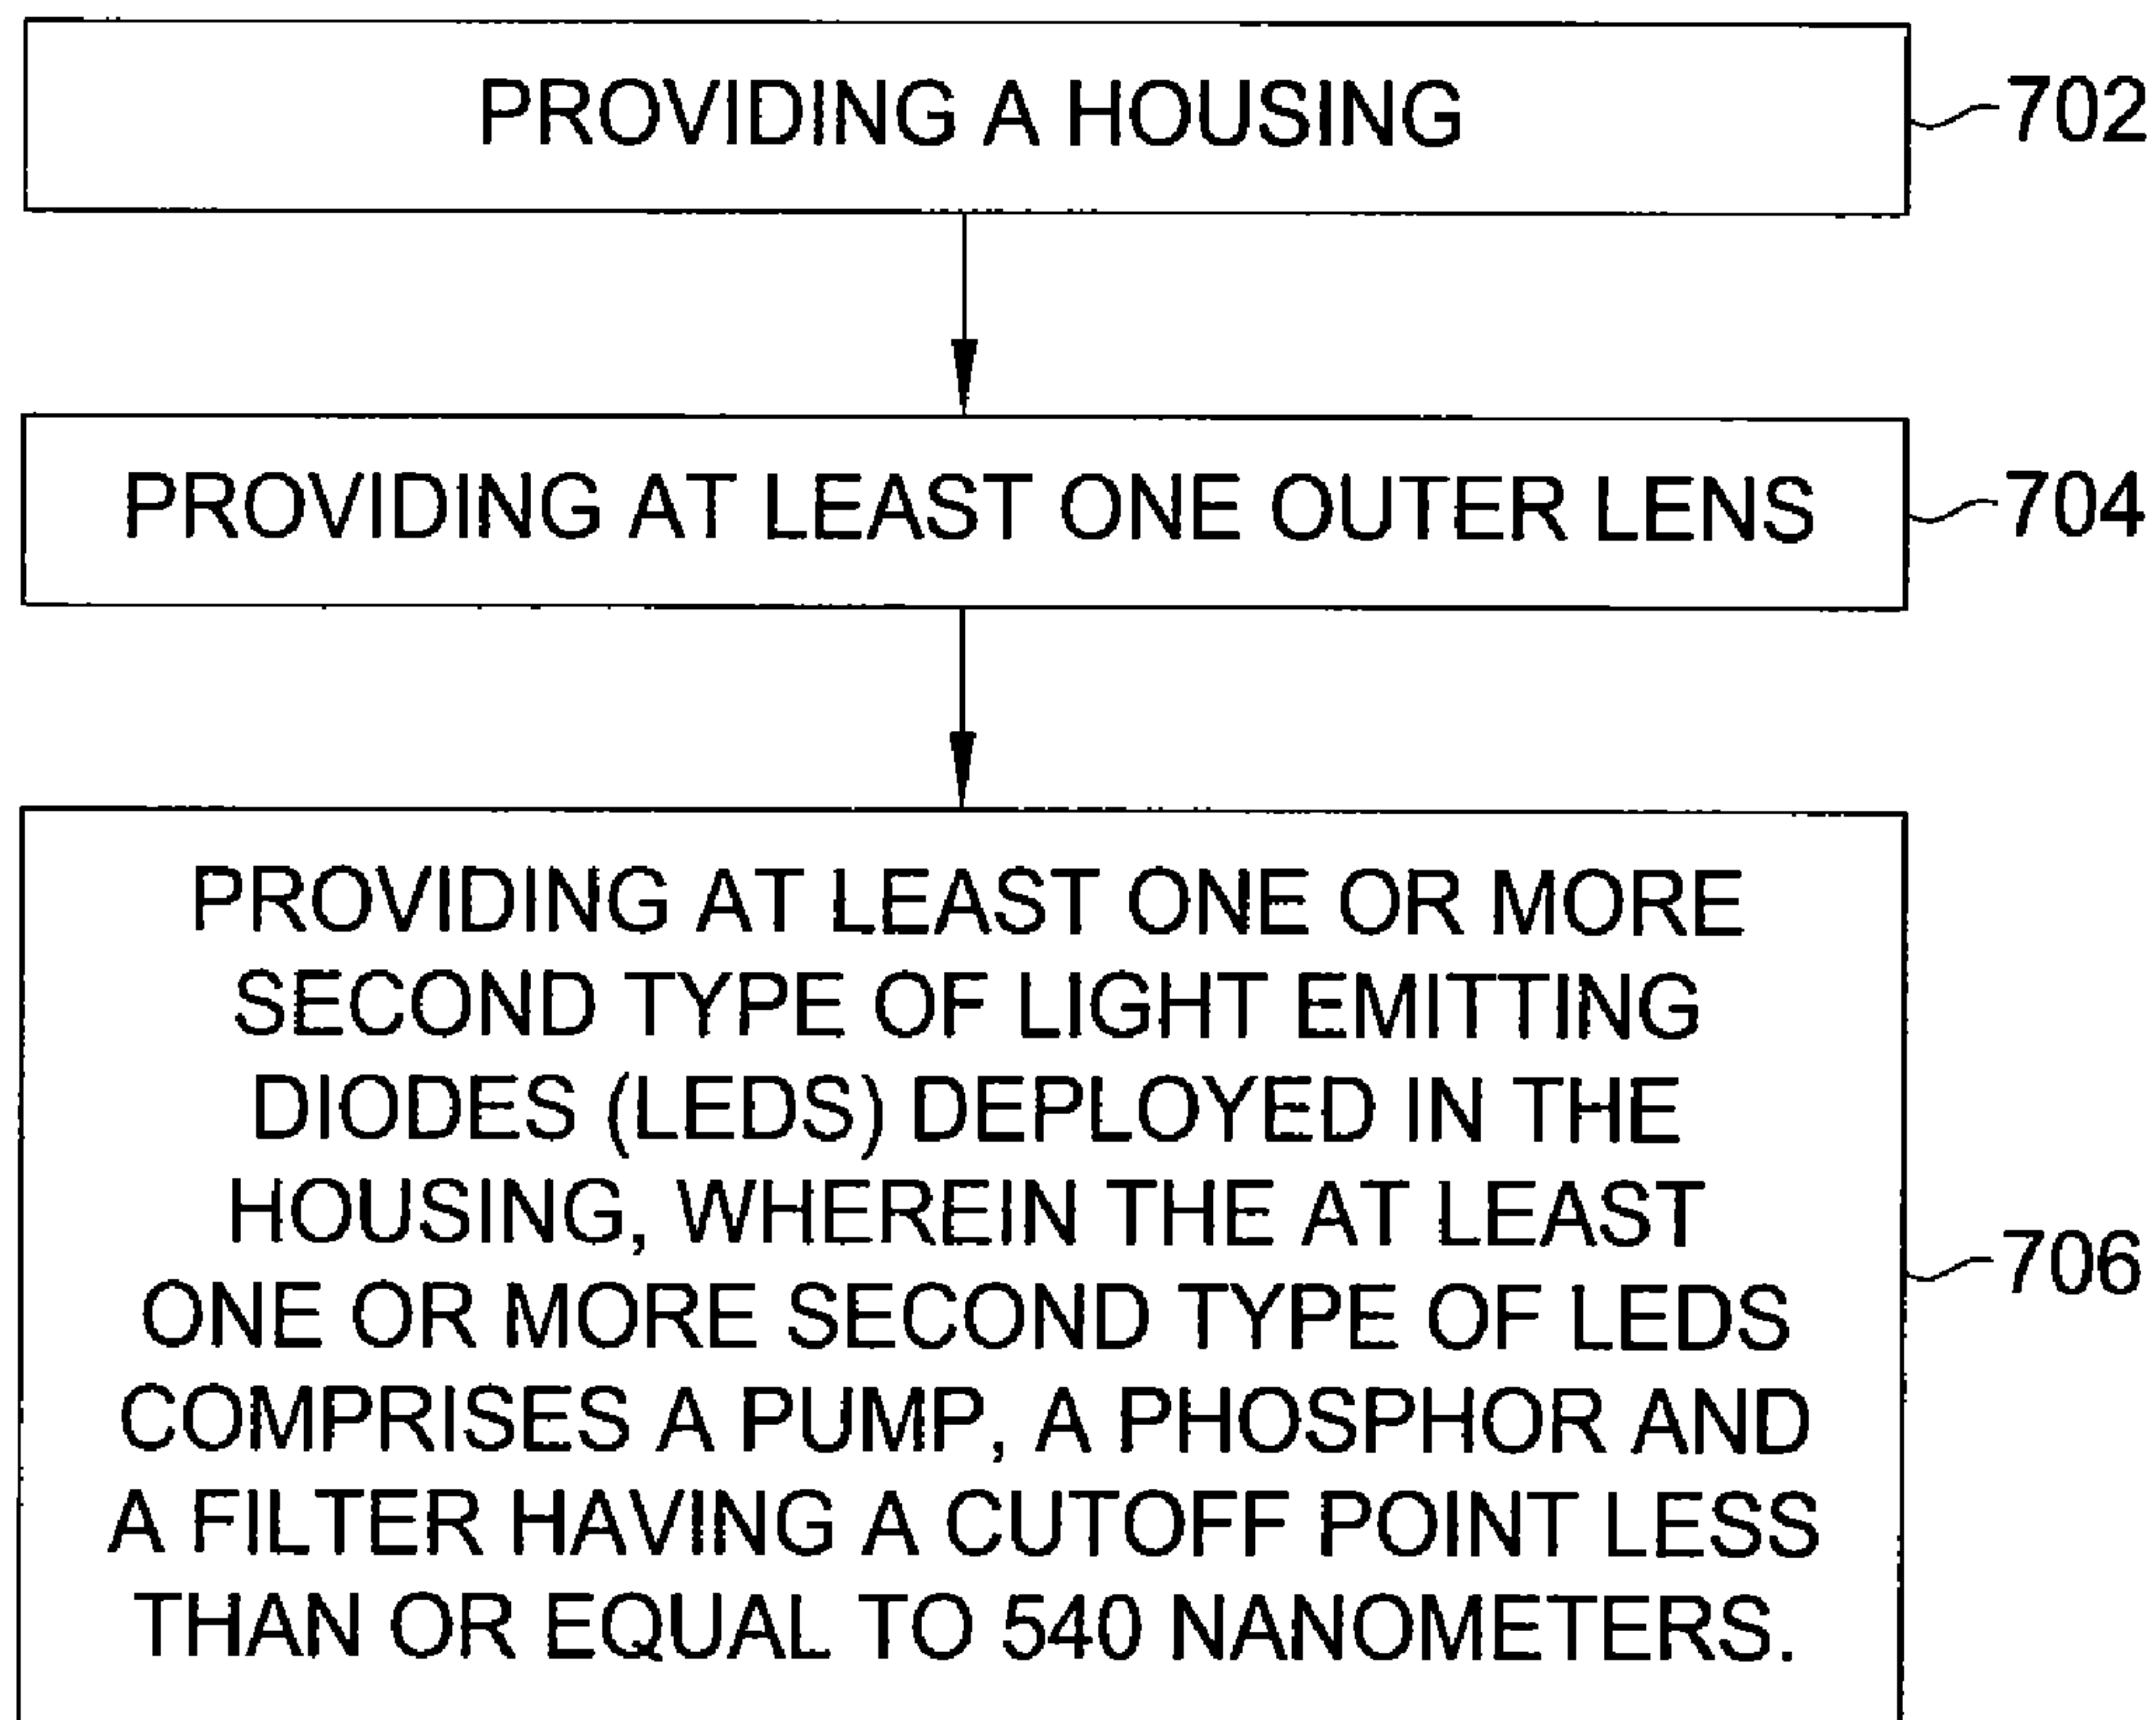 PROVIDING A HOUSING
702
PROVIDING AT LEAST ONE OUTER LENS
704
PROVIDING AT LEAST ONE OR MORE
SECOND TYPE OF LIGHT EMITTING
DIODES (LEDS) DEPLOYED IN THE
HOUSING, WHEREIN THE AT LEAST
ONE OR MORE SECOND TYPE OF LEDS
COMPRISES A PUMP, A PHOSPHOR AND
A FILTER HAVING A CUTOFF POINT LESS
THAN OR EQUAL TO 540 NANOMETERS.
706